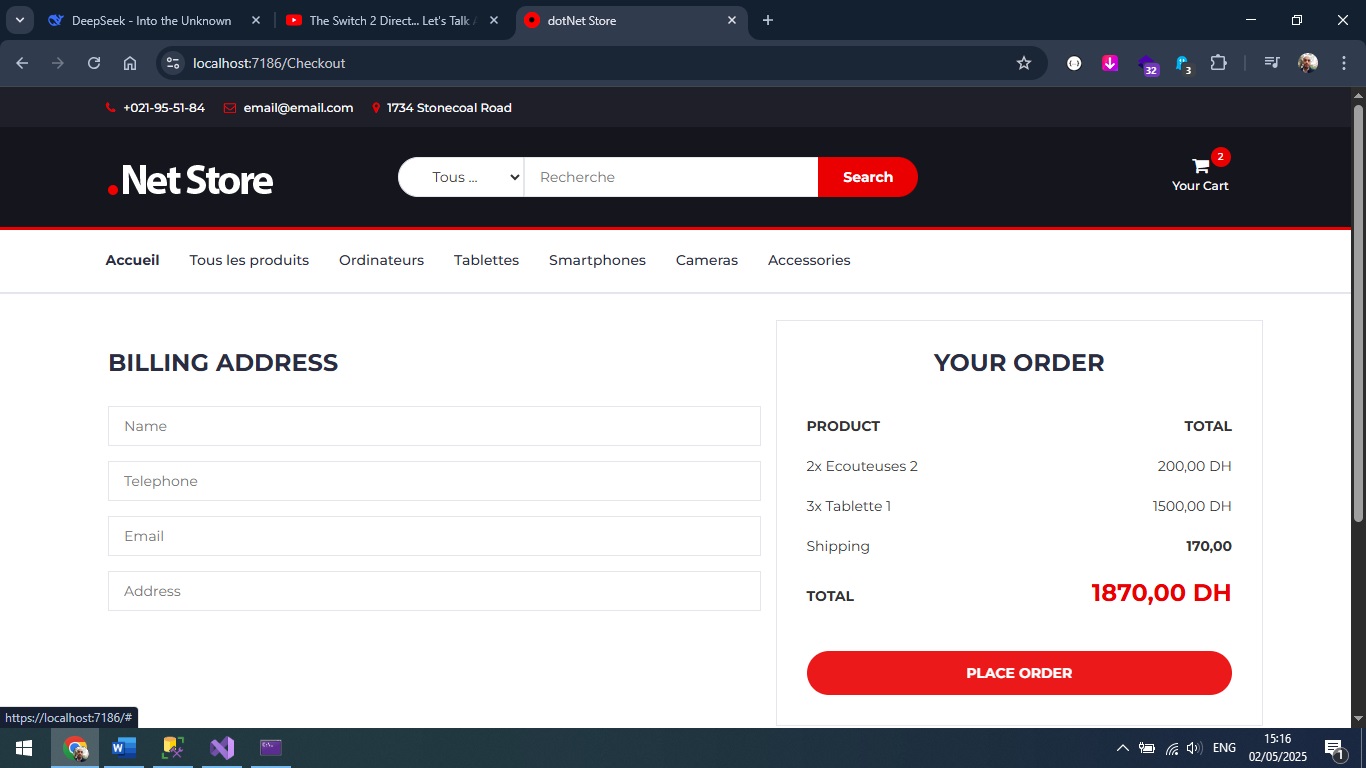 DeepSeek - Into the Unknown
The Switch 2 Direct... Let's Talk
dotNet Store
localhost:7186/Checkout
32
3
+021-95-51-84
email@email.com
1734 Stonecoal Road
.Net Store
Tous ...
Recherche
Search
2
Your Cart
Accueil
Tous les produits
Ordinateurs
Tablettes
Smartphones
Cameras
Accessories
BILLING ADDRESS
Name
Telephone
Email
Address
YOUR ORDER
PRODUCT TOTAL
2x Ecouteuses 2 200,00 DH
3x Tablette 1 1500,00 DH
Shipping 170,00
TOTAL 1870,00 DH
PLACE ORDER
https://localhost:7186/#
ENG
15:16
02/05/2025
1